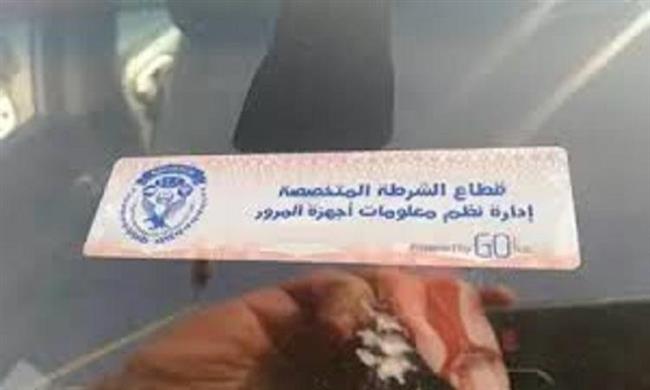 قطاع الشرطة المتخصصة
إدارة نظم معلومات أجهزة المرور
Powered by GO